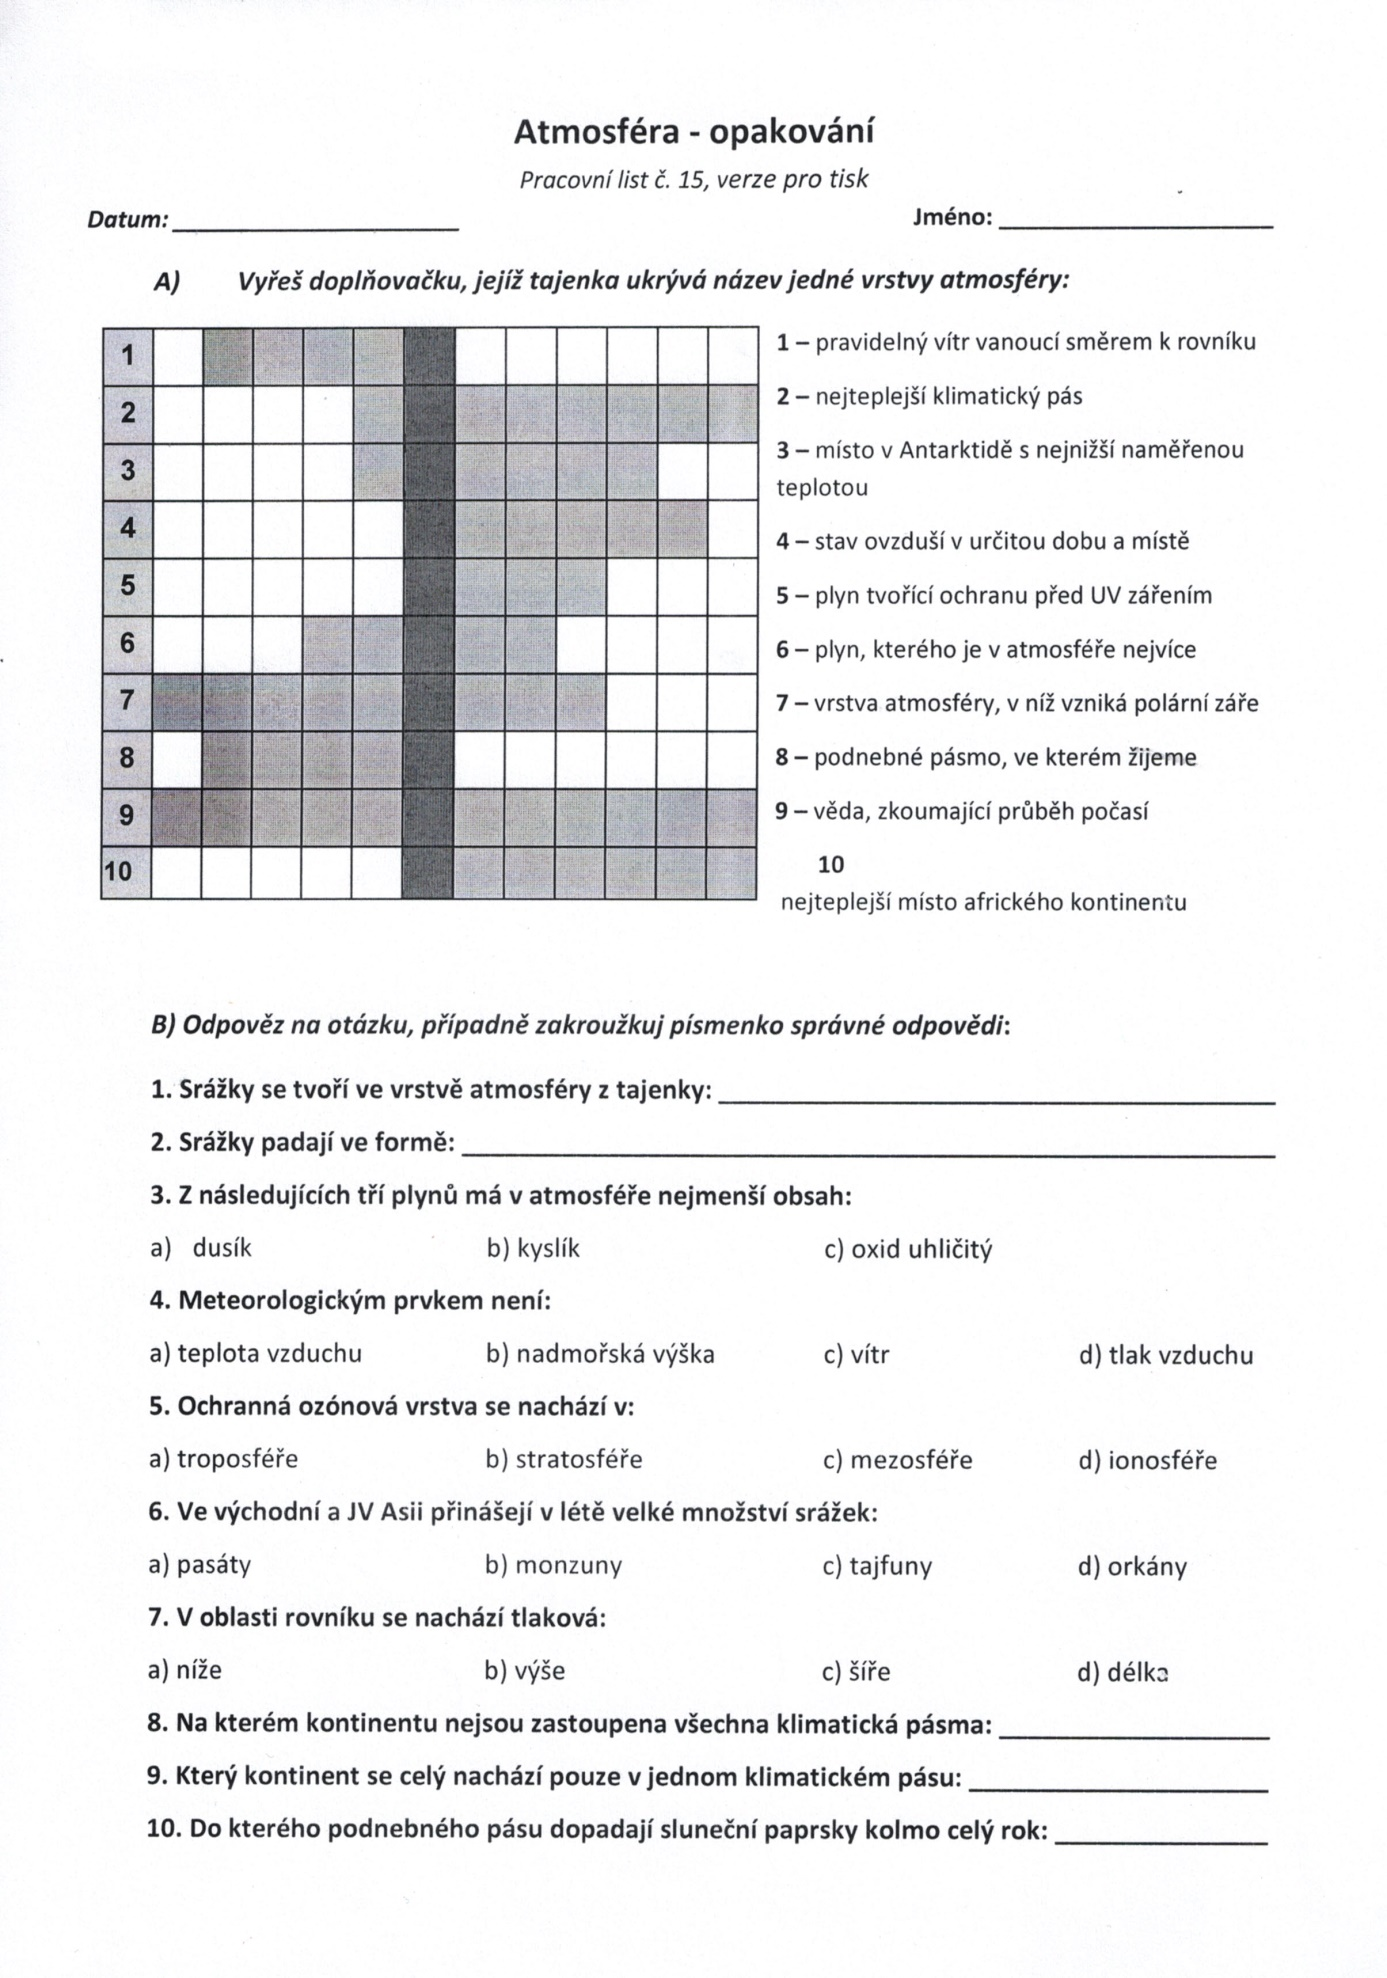 Atmosféra - opakování
Pracovní list č. 15, verze pro tisk
Datum: ____________________ Jméno: ____________________
A) Vyřeš doplňovačku, jejíž tajenka ukrývá název jedné vrstvy atmosféry:
1
2
3
4
5
6
7
8
9
10
1 – pravidelný vítr vanoucí směrem k rovníku
2 – nejteplejší klimatický pás
3 – místo v Antarktidě s nejnižší naměřenou
teplotou
4 – stav ovzduší v určitou dobu a místě
5 – plyn tvořící ochranu před UV zářením
6 – plyn, kterého je v atmosféře nejvíce
7 – vrstva atmosféry, v níž vzniká polární záře
8 – podnebné pásmo, ve kterém žijeme
9 – věda, zkoumající průběh počasí
10
nejteplejší místo afrického kontinentu
B) Odpověz na otázku, případně zakroužkuj písmenko správné odpovědi:
1. Srážky se tvoří ve vrstvě atmosféry z tajenky: ____________________
2. Srážky padají ve formě: ____________________
3. Z následujících tří plynů má v atmosféře nejmenší obsah:
a) dusík b) kyslík c) oxid uhličitý
4. Meteorologickým prvkem není:
a) teplota vzduchu b) nadmořská výška c) vítr d) tlak vzduchu
5. Ochranná ozónová vrstva se nachází v:
a) troposféře b) stratosféře c) mezosféře d) ionosféře
6. Ve východní a JV Asii přinášejí v létě velké množství srážek:
a) pasáty b) monzuny c) tajfuny d) orkány
7. V oblasti rovníku se nachází tlaková:
a) níže b) výše c) šíře d) délka
8. Na kterém kontinentu nejsou zastoupena všechna klimatická pásma: ____________________
9. Který kontinent se celý nachází pouze v jednom klimatickém pásu: ____________________
10. Do kterého podnebného pásu dopadají sluneční paprsky kolmo celý rok: ____________________